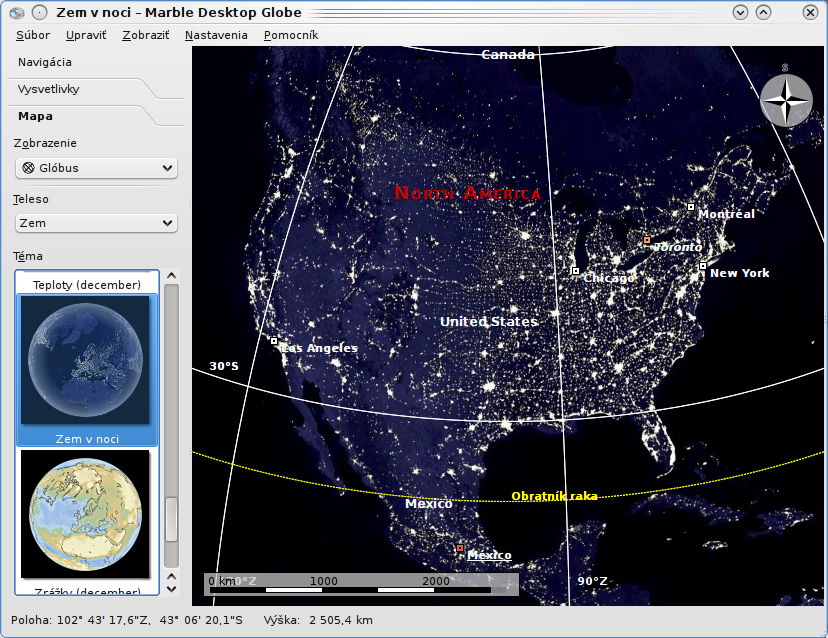 Zem v noci – Marble Desktop Globe
Súbor Upraviť Zobraziť Nastavenia Pomocník
Navigácia
Vysvetlivky
Mapa
Zobrazenie
Glóbus
Teleso
Zem
Téma
Teploty (december)
Zem v noci
Zrážky (december)
Canada
S
North America
Montréal
Toronto
New York
Chicago
United States
Los Angeles
30°S
Obratník raka
México
México
0 km 1000 2000
90°Z
Poloha: 102° 43' 17,6"Z, 43° 06' 20,1"S Výška: 2 505,4 km